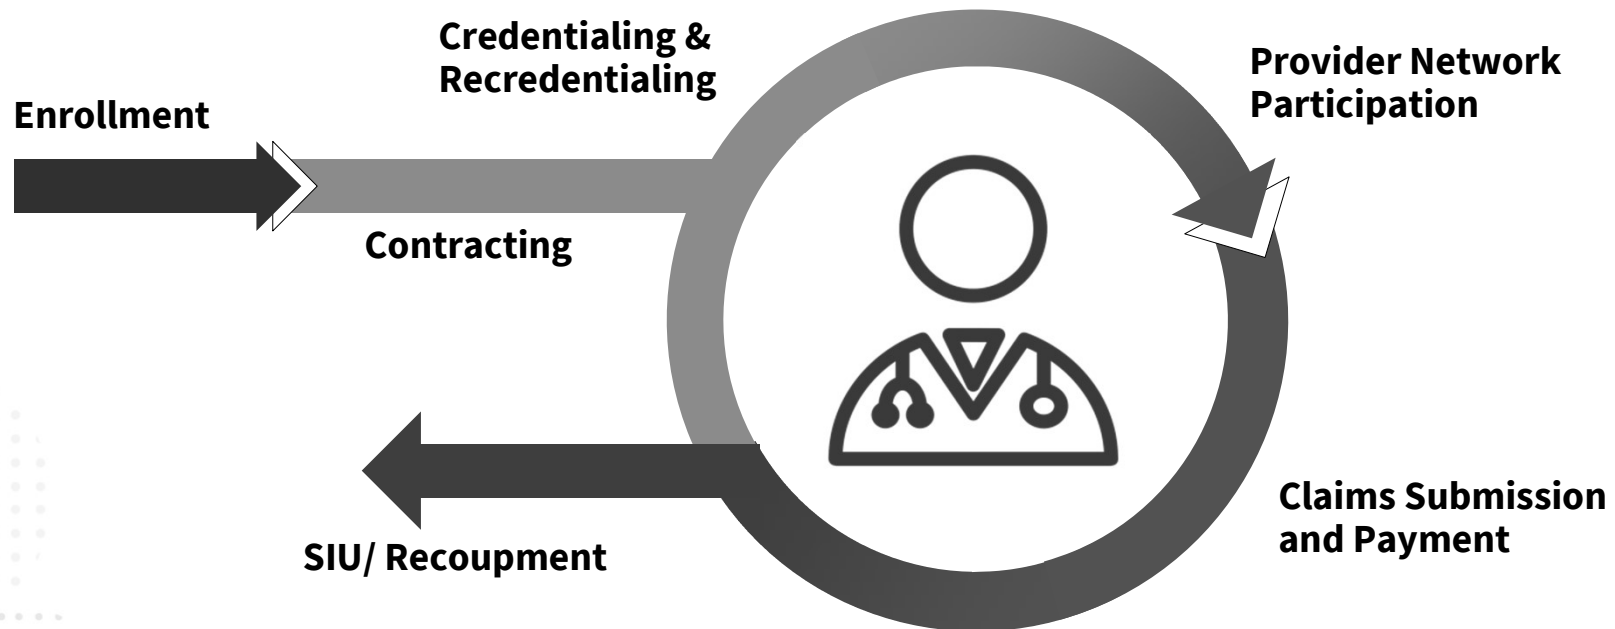 Credentialing &
Recredentialing
Provider Network
Participation
Enrollment
Contracting
Claims Submission
and Payment
SIU/ Recoupment